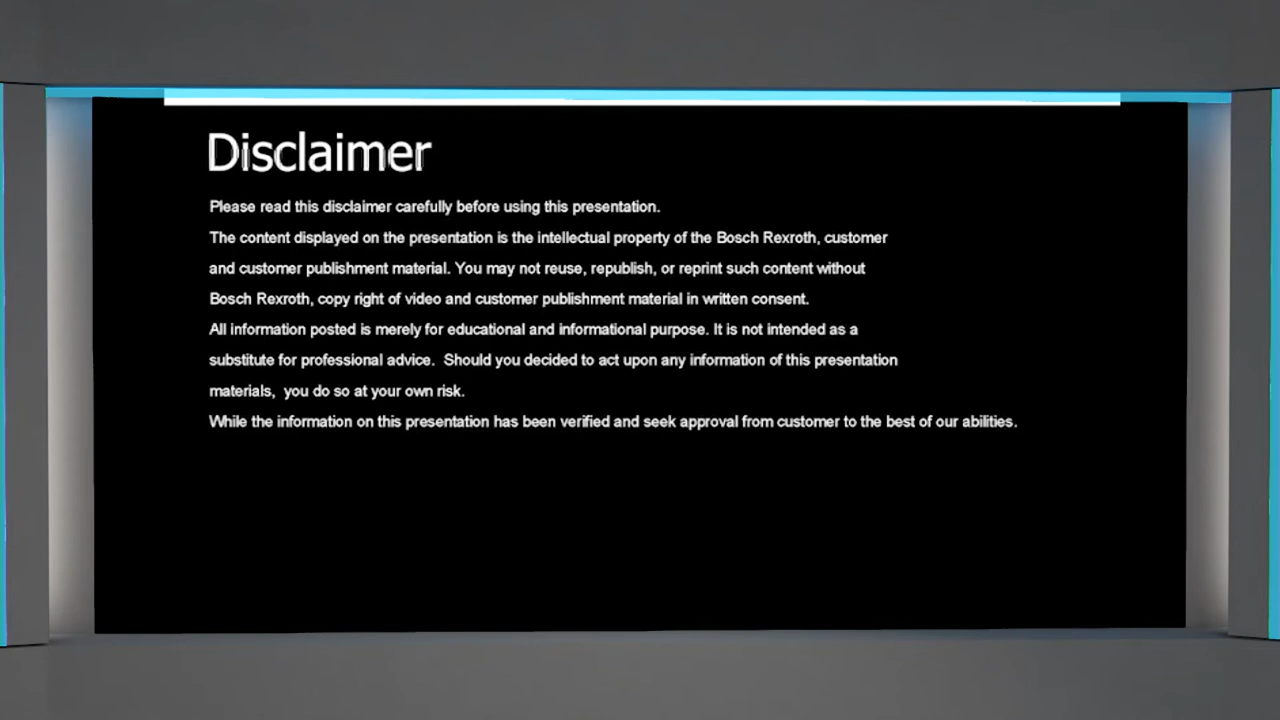 Disclaimer
Please read this disclaimer carefully before using this presentation.
The content displayed on the presentation is the intellectual property of the Bosch Rexroth, customer
and customer publishment material. You may not reuse, republish, or reprint such content without
Bosch Rexroth, copy right of video and customer publishment material in written consent.
All information posted is merely for educational and informational purpose. It is not intended as a
substitute for professional advice.  Should you decided to act upon any information of this presentation
materials,  you do so at your own risk.
While the information on this presentation has been verified and seek approval from customer to the best of our abilities.